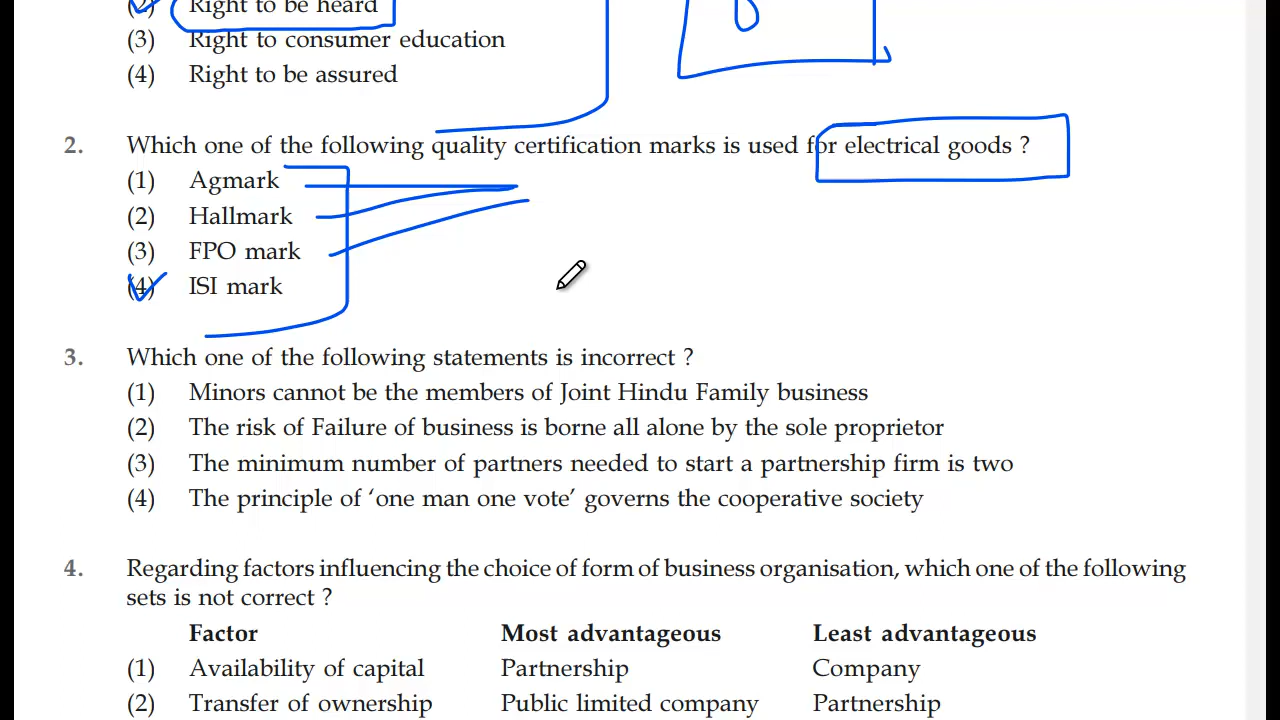 (2) Right to be heard
(3) Right to consumer education
(4) Right to be assured
2. Which one of the following quality certification marks is used for electrical goods ?
(1) Agmark
(2) Hallmark
(3) FPO mark
(4) ISI mark
3. Which one of the following statements is incorrect ?
(1) Minors cannot be the members of Joint Hindu Family business
(2) The risk of Failure of business is borne all alone by the sole proprietor
(3) The minimum number of partners needed to start a partnership firm is two
(4) The principle of ‘one man one vote’ governs the cooperative society
4. Regarding factors influencing the choice of form of business organisation, which one of the following
sets is not correct ?
Factor Most advantageous Least advantageous
(1) Availability of capital Partnership Company
(2) Transfer of ownership Public limited company Partnership